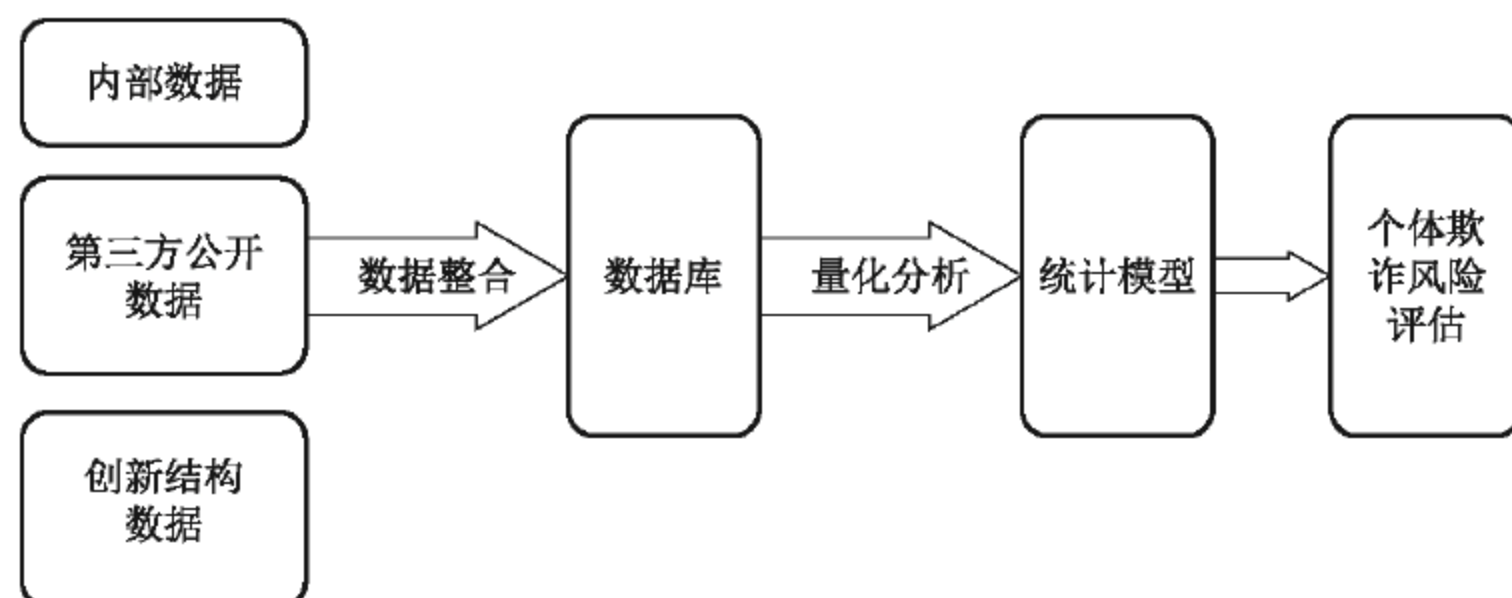 内部数据
第三方公开
数据
创新结构
数据
数据整合
数据库
量化分析
统计模型
个体欺
诈风险
评估